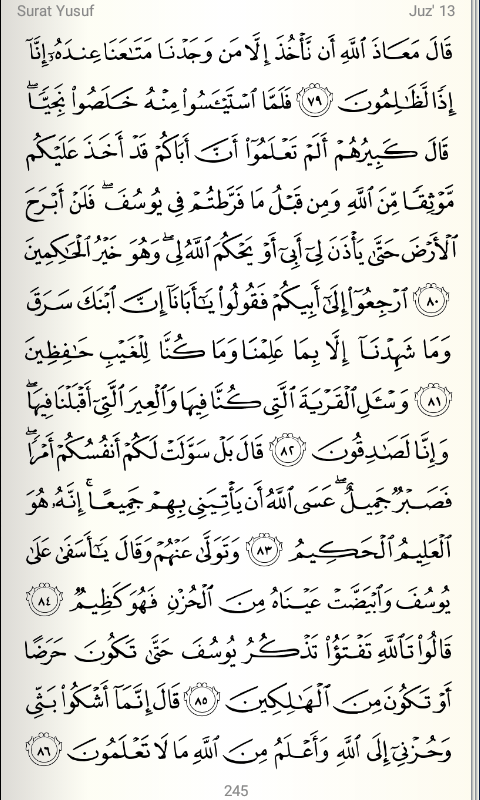 Surat Yusuf Juz' 13
قَالَ مَعَاذَ ٱللَّهِ أَن نَّأْخُذَ إِلَّا مَن وَجَدْنَا مَتَٰعَنَا عِندَهُۥٓ إِنَّآ
إِذًا لَّظَٰلِمُونَ ٧٩ فَلَمَّا ٱسْتَيْـَٔسُوا۟ مِنْهُ خَلَصُوا۟ نَجِيًّا ۖ
قَالَ كَبِيرُهُمْ أَلَمْ تَعْلَمُوٓا۟ أَنَّ أَبَاكُمْ قَدْ أَخَذَ عَلَيْكُم
مَّوْثِقًا مِّنَ ٱللَّهِ وَمِن قَبْلُ مَا فَرَّطتُمْ فِى يُوسُفَ ۖ فَلَنْ أَبْرَحَ
ٱلْأَرْضَ حَتَّىٰ يَأْذَنَ لِىٓ أَبِىٓ أَوْ يَحْكُمَ ٱللَّهُ لِى ۖ وَهُوَ خَيْرُ ٱلْحَٰكِمِينَ
٨٠ ٱرْجِعُوٓا۟ إِلَىٰٓ أَبِيكُمْ فَقُولُوا۟ يَٰٓأَبَانَآ إِنَّ ٱبْنَكَ سَرَقَ
وَمَا شَهِدْنَآ إِلَّا بِمَا عَلِمْنَا وَمَا كُنَّا لِلْغَيْبِ حَٰفِظِينَ
٨١ وَسْـَٔلِ ٱلْقَرْيَةَ ٱلَّتِى كُنَّا فِيهَا وَٱلْعِيرَ ٱلَّتِىٓ أَقْبَلْنَا فِيهَا ۖ
وَإِنَّا لَصَٰدِقُونَ ٨٢ قَالَ بَلْ سَوَّلَتْ لَكُمْ أَنفُسُكُمْ أَمْرًا ۖ
فَصَبْرٌ جَمِيلٌ ۖ عَسَى ٱللَّهُ أَن يَأْتِيَنِى بِهِمْ جَمِيعًا ۚ إِنَّهُۥ هُوَ
ٱلْعَلِيمُ ٱلْحَكِيمُ ٨٣ وَتَوَلَّىٰ عَنْهُمْ وَقَالَ يَٰٓأَسَفَىٰ عَلَىٰ
يُوسُفَ وَٱبْيَضَّتْ عَيْنَاهُ مِنَ ٱلْحُزْنِ فَهُوَ كَظِيمٌ ٨٤
قَالُوا۟ تَٱللَّهِ تَفْتَؤُا۟ تَذْكُرُ يُوسُفَ حَتَّىٰ تَكُونَ حَرَضًا
أَوْ تَكُونَ مِنَ ٱلْهَٰلِكِينَ ٨٥ قَالَ إِنَّمَآ أَشْكُوا۟ بَثِّى
وَحُزْنِىٓ إِلَى ٱللَّهِ وَأَعْلَمُ مِنَ ٱللَّهِ مَا لَا تَعْلَمُونَ ٨٦
245